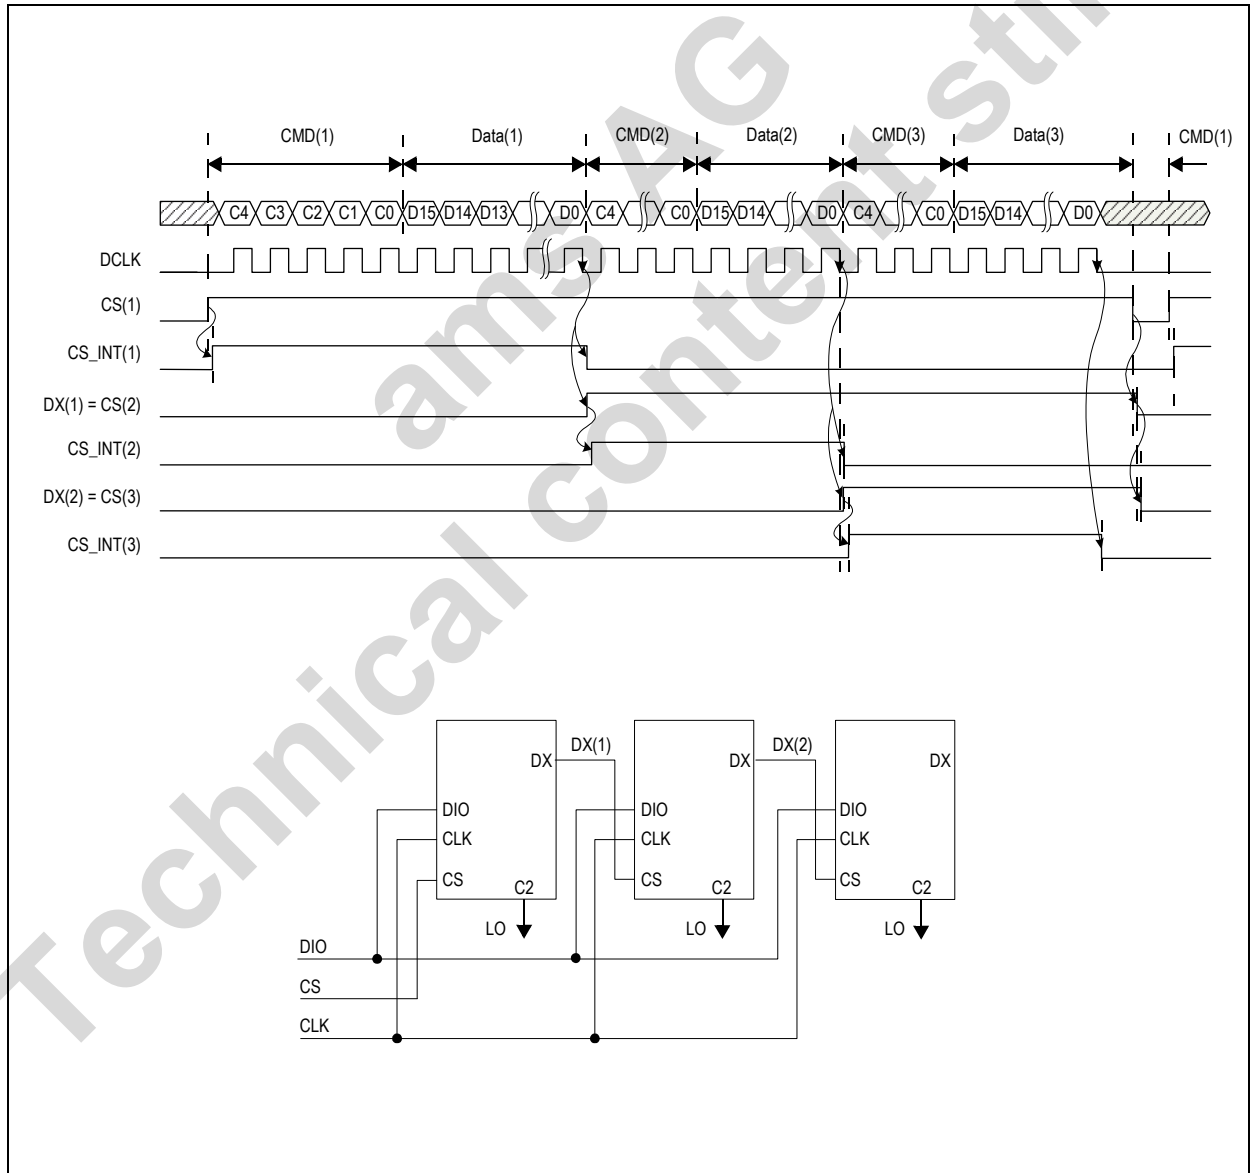 CMD(1) Data(1) CMD(2) Data(2) CMD(3) Data(3) CMD(1)
C4 C3 C2 C1 C0 D15 D14 D13 D0 C4 C0 D15 D14 D0 C4 C0 D15 D14 D0
DCLK
CS(1)
CS_INT(1)
DX(1) = CS(2)
CS_INT(2)
DX(2) = CS(3)
CS_INT(3)
DX(1) DX(2)
DX DX DX
DIO DIO DIO
CLK CLK CLK
CS CS CS
C2 C2 C2
LO LO LO
DIO
CS
CLK
ams AG
Technical content